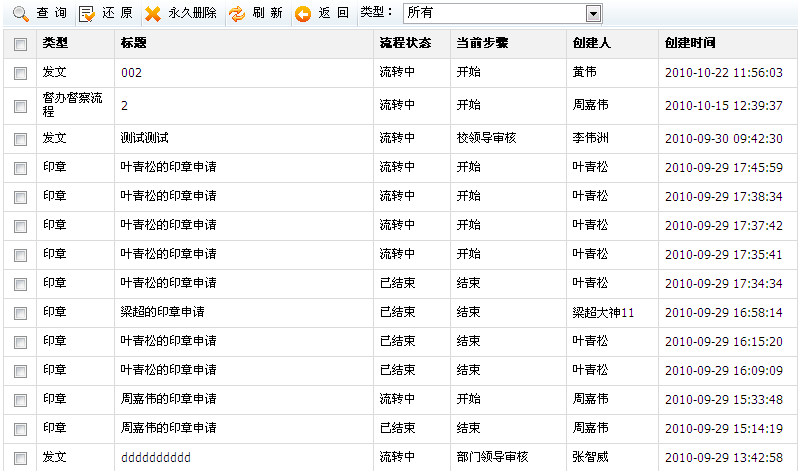 查 询 还 原 永久删除 刷 新 返 回 类型： 所有
类型 标题 流程状态 当前步骤 创建人 创建时间
发文 002 流转中 开始 黄伟 2010-10-22 11:56:03
督办督察流
程 2 流转中 开始 周嘉伟 2010-10-15 12:39:37
发文 测试测试 流转中 校领导审核 李伟洲 2010-09-30 09:42:30
印章 叶青松的印章申请 流转中 开始 叶青松 2010-09-29 17:45:59
印章 叶青松的印章申请 流转中 开始 叶青松 2010-09-29 17:38:34
印章 叶青松的印章申请 流转中 开始 叶青松 2010-09-29 17:37:42
印章 叶青松的印章申请 流转中 开始 叶青松 2010-09-29 17:35:41
印章 叶青松的印章申请 已结束 结束 叶青松 2010-09-29 17:34:34
印章 梁超的印章申请 已结束 结束 梁超大神11 2010-09-29 16:58:14
印章 叶青松的印章申请 已结束 结束 叶青松 2010-09-29 16:15:20
印章 叶青松的印章申请 已结束 结束 叶青松 2010-09-29 16:09:09
印章 周嘉伟的印章申请 流转中 开始 周嘉伟 2010-09-29 15:33:48
印章 周嘉伟的印章申请 已结束 结束 周嘉伟 2010-09-29 15:14:19
发文 dddddddddd 流转中 部门领导审核 张智威 2010-09-29 13:42:58